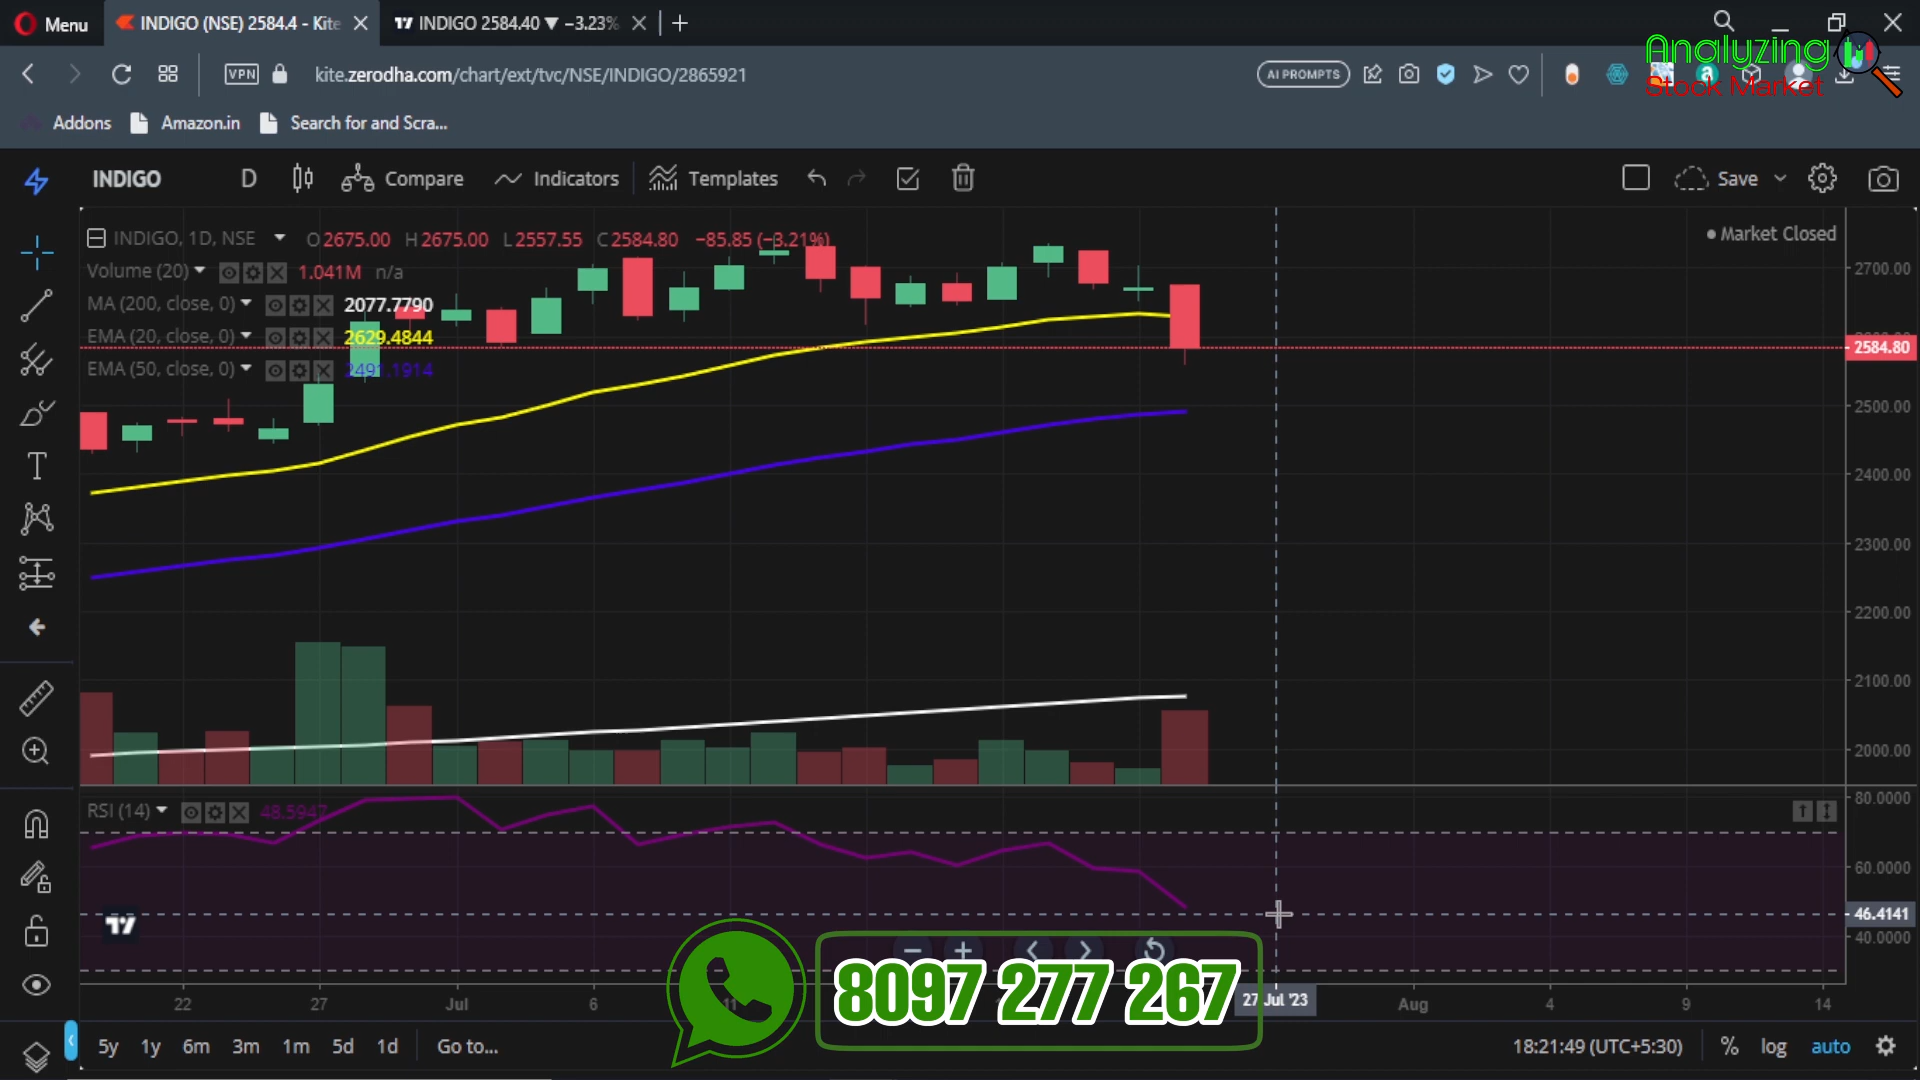 Menu
INDIGO (NSE) 2584.4 - Kite
INDIGO 2584.40 ▼ −3.23%
Analyzing
Stock Market
VPN
kite.zerodha.com/chart/ext/tvc/NSE/INDIGO/2865921
AI PROMPTS
Addons
Amazon.in
Search for and Scra...
INDIGO
D
Compare
Indicators
Templates
Save
INDIGO, 1D, NSE
O2675.00 H2675.00 L2557.55 C2584.80 −85.85 (−3.21%)
Market Closed
Volume (20)
1.041M n/a
MA (200, close, 0)
2077.7790
EMA (20, close, 0)
2629.4844
EMA (50, close, 0)
2491.1914
2700.00
2584.80
2500.00
2400.00
2300.00
2200.00
2100.00
2000.00
RSI (14)
48.5947
80.0000
60.0000
46.4141
40.0000
8097 277 267
22
27
Jul
6
11
27 Jul '23
Aug
4
9
14
5y
1y
6m
3m
1m
5d
1d
Go to...
18:21:49 (UTC+5:30)
%
log
auto